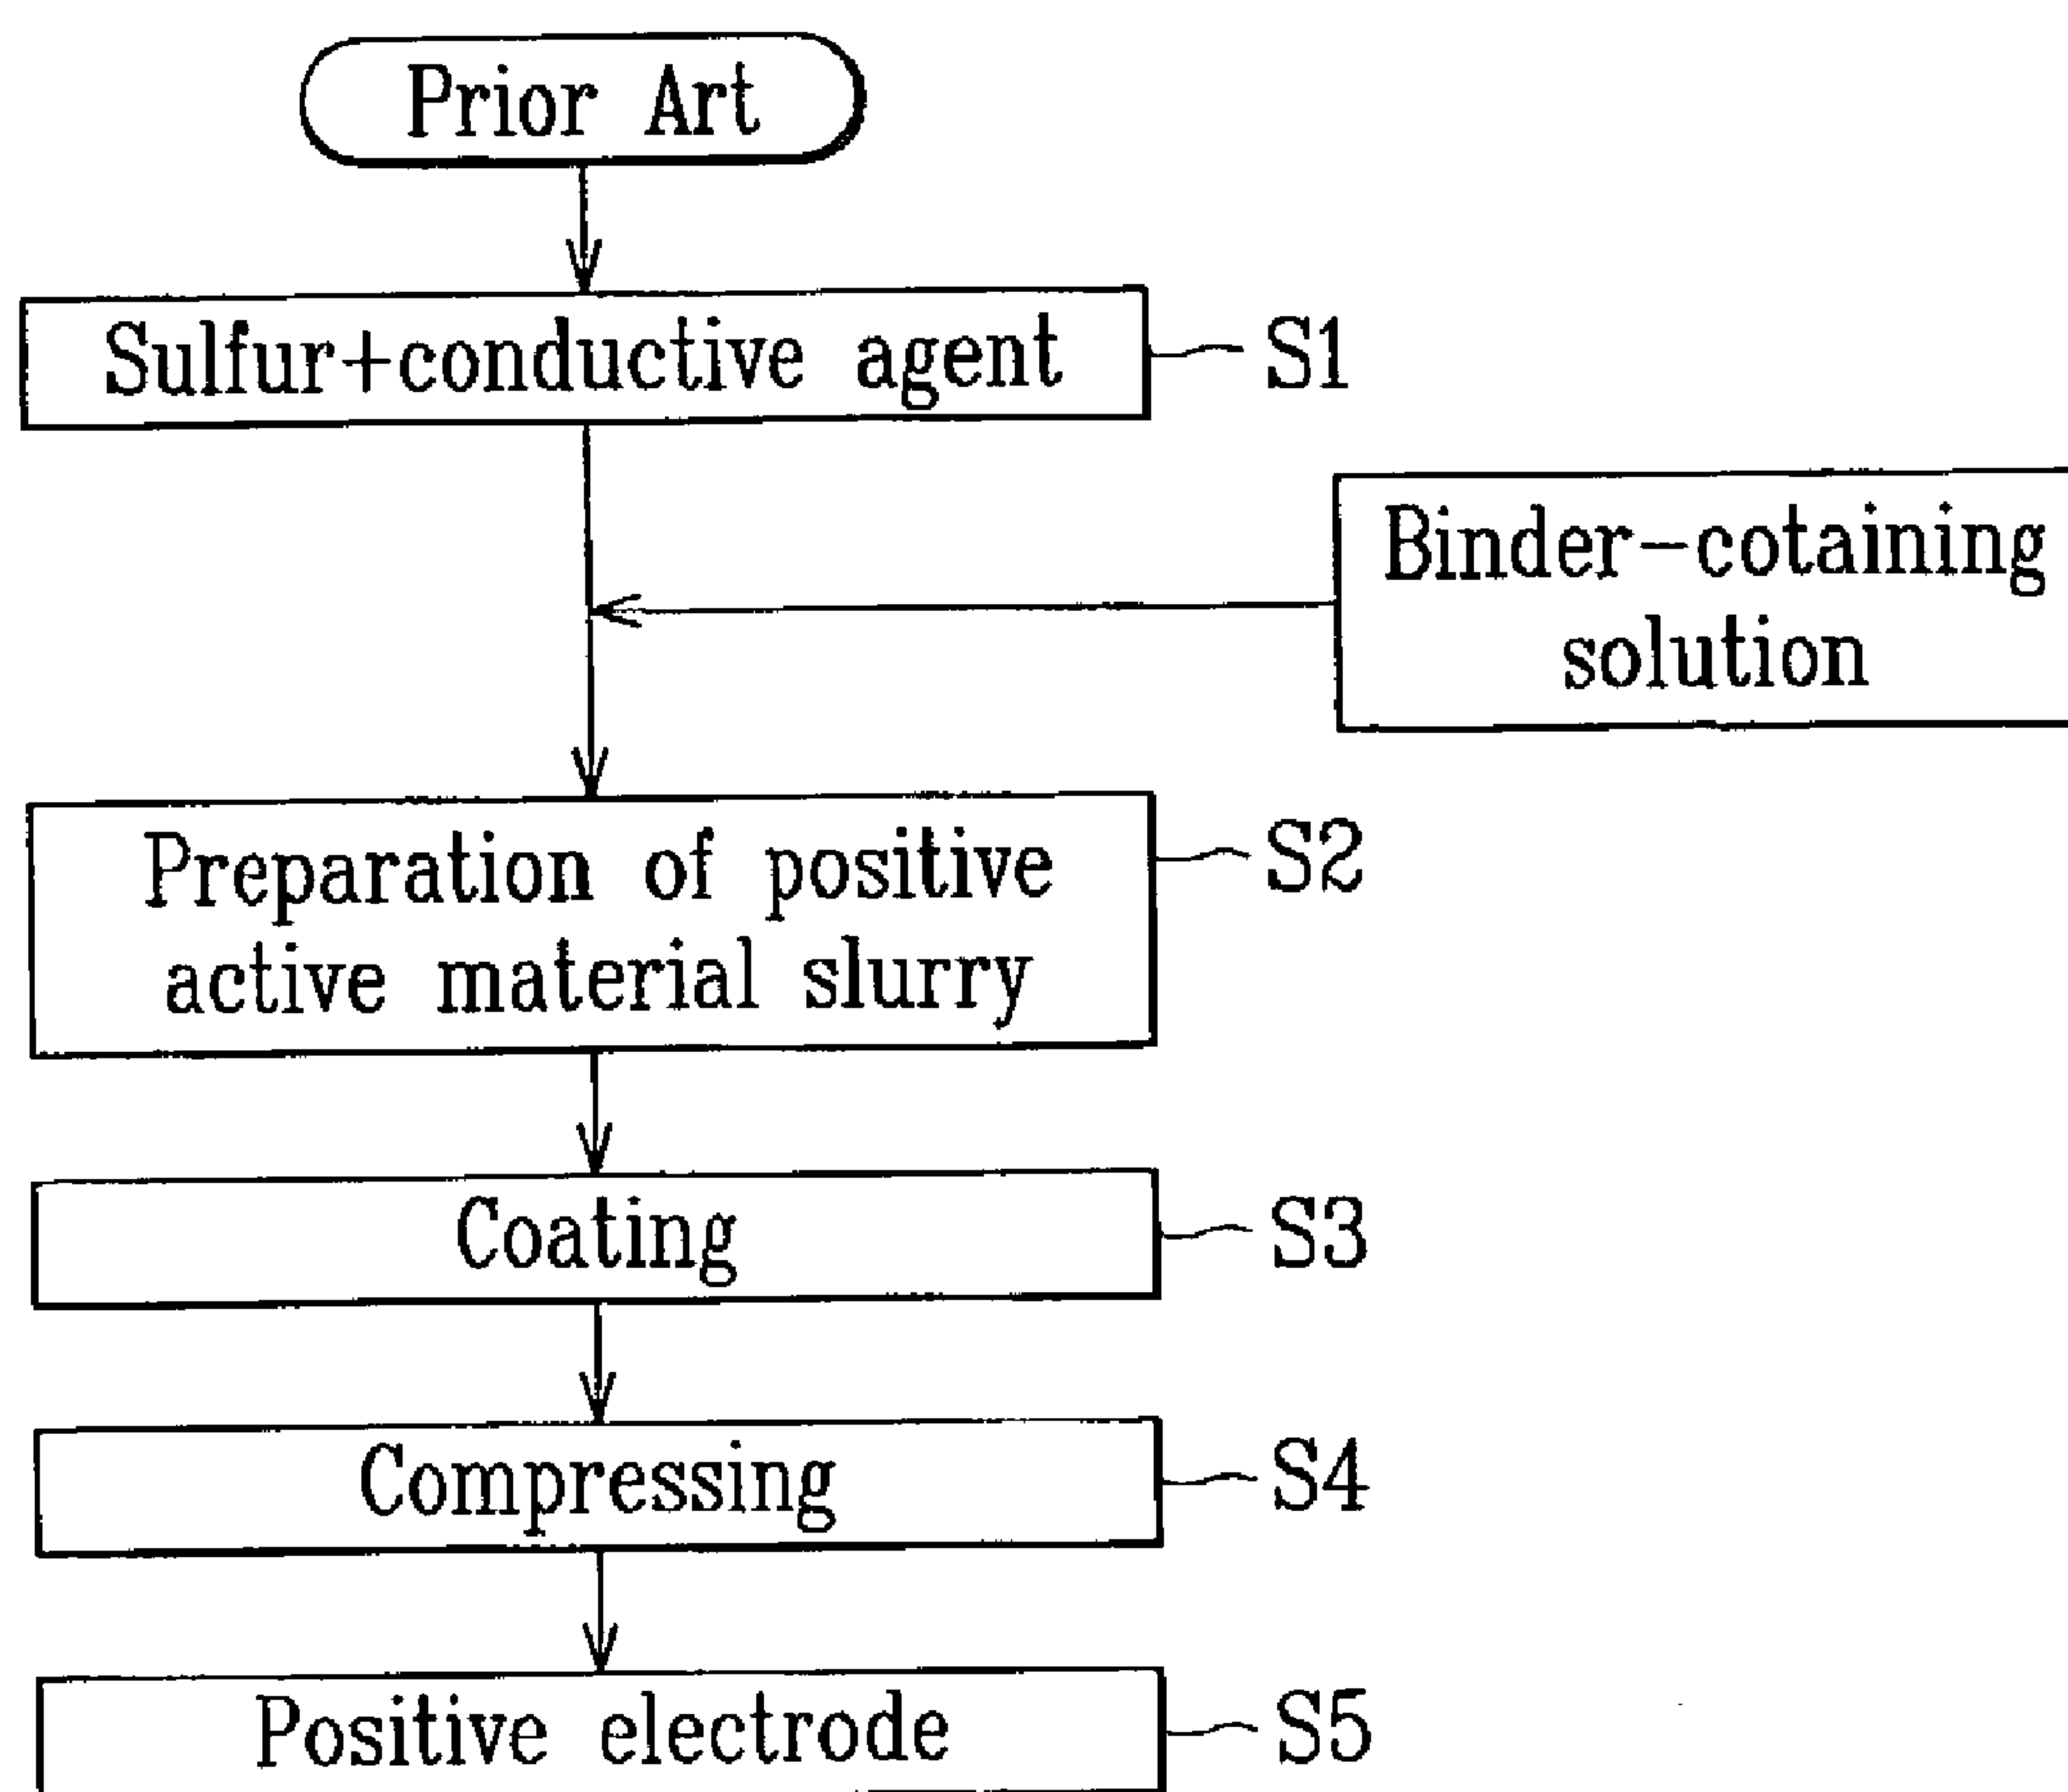 Prior Art
Sulfur+conductive agent
S1
Binder-cotaining
solution
Preparation of positive
active material slurry
S2
Coating
S3
Compressing
S4
Positive electrode
S5